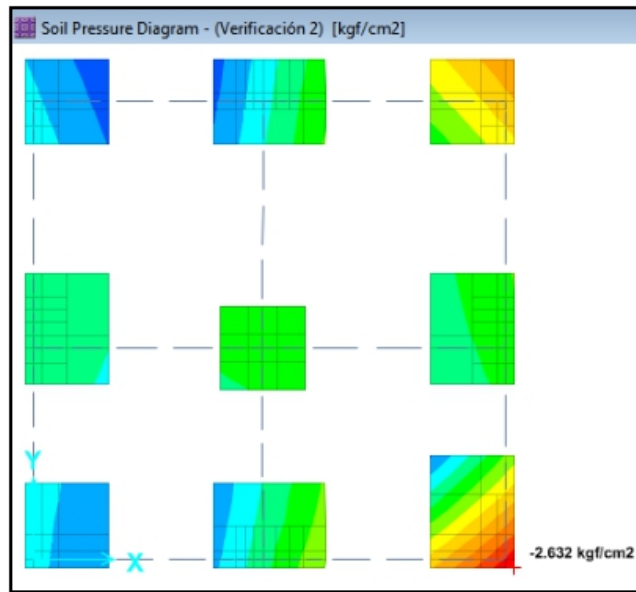 Soil Pressure Diagram - (Verificación 2) [kgf/cm2]
Y
X
-2.632 kgf/cm2